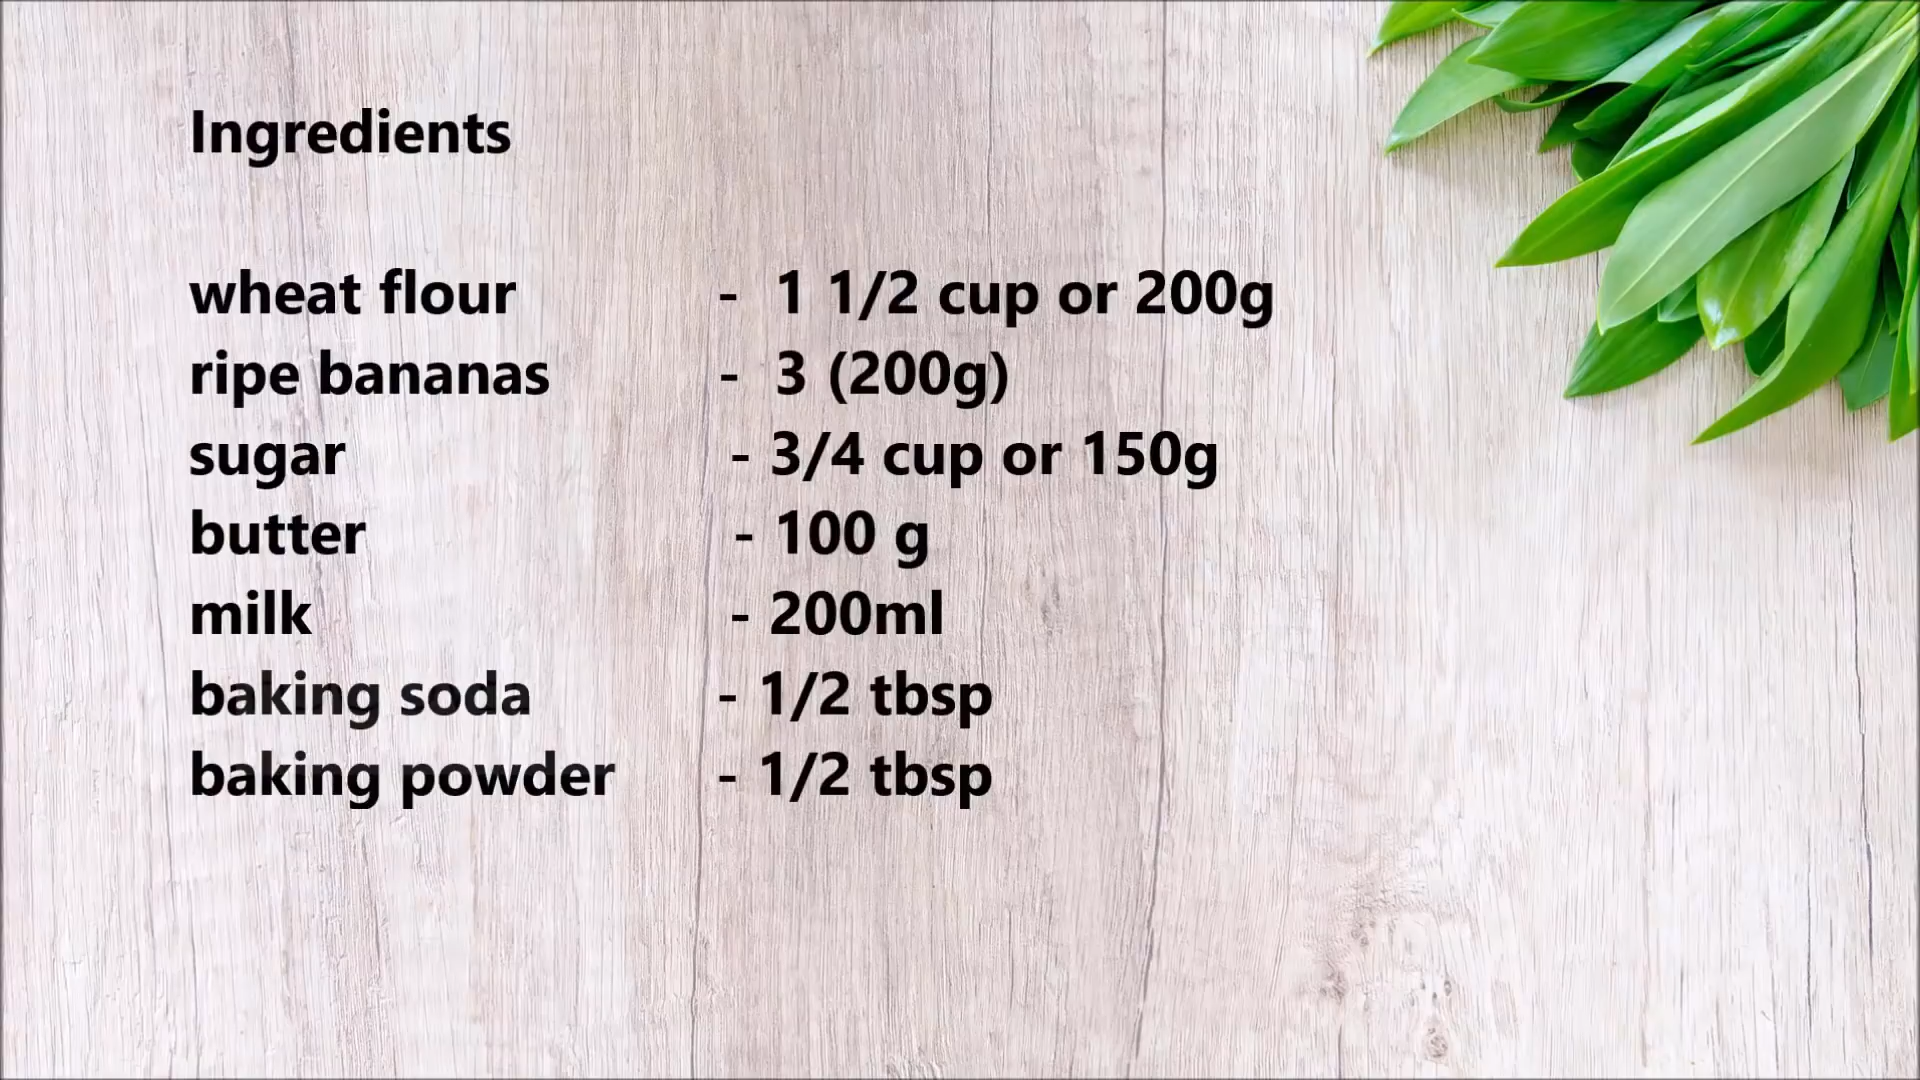 Ingredients
wheat flour - 1 1/2 cup or 200g
ripe bananas - 3 (200g)
sugar - 3/4 cup or 150g
butter - 100 g
milk - 200ml
baking soda - 1/2 tbsp
baking powder - 1/2 tbsp